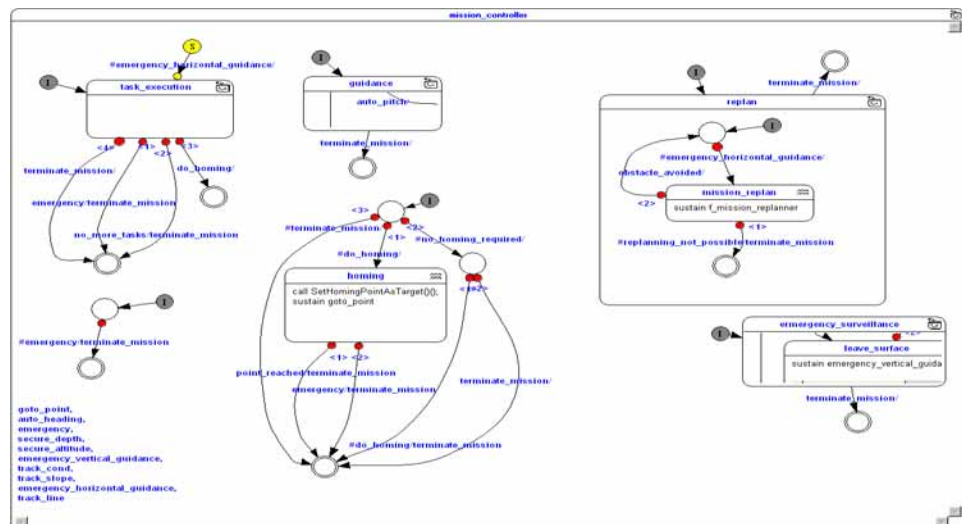 mission_controller
S
#emergency_horizontal_guidance/
I
task_execution
<4>
<1>
<2>
<3>
terminate_mission/
do_homing/
emergency/terminate_mission
no_more_tasks/terminate_mission
I
guidance
auto_pitch/
terminate_mission/
I
terminate_mission/
replan
I
#emergency_horizontal_guidance/
obstacle_avoided/
mission_replan
<2>
sustain f_mission_replanner
<1>
#replanning_not_possible/terminate_mission
I
<3>
<2>
#terminate_mission/
<1>
#no_homing_required/
#do_homing/
homing
call SetHomingPointAsTarget()();
sustain goto_point
<1>
<2>
point_reached/terminate_mission
emergency/terminate_mission
terminate_mission/
#do_homing/terminate_mission
I
#emergency/terminate_mission
I
ermergency_surveillance
leave_surface
sustain emergency_vertical_guida
terminate_mission/
goto_point,
auto_heading,
emergency,
secure_depth,
secure_altitude,
emergency_vertical_guidance,
track_cond,
track_slope,
emergency_horizontal_guidance,
track_line